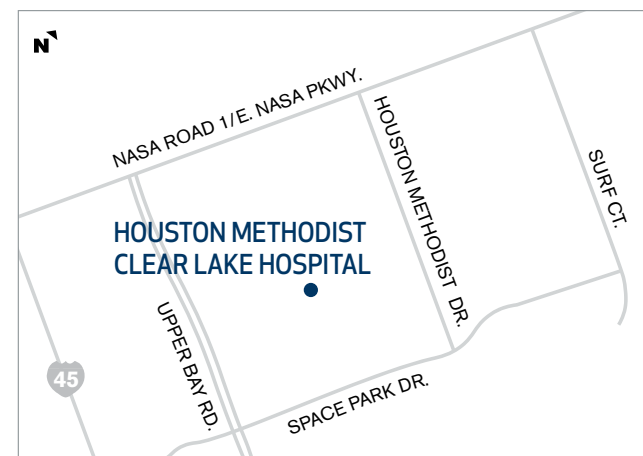 N
NASA ROAD 1/E. NASA PKWY.
HOUSTON METHODIST DR.
SURF CT.
HOUSTON METHODIST
CLEAR LAKE HOSPITAL
UPPER BAY RD.
45
SPACE PARK DR.